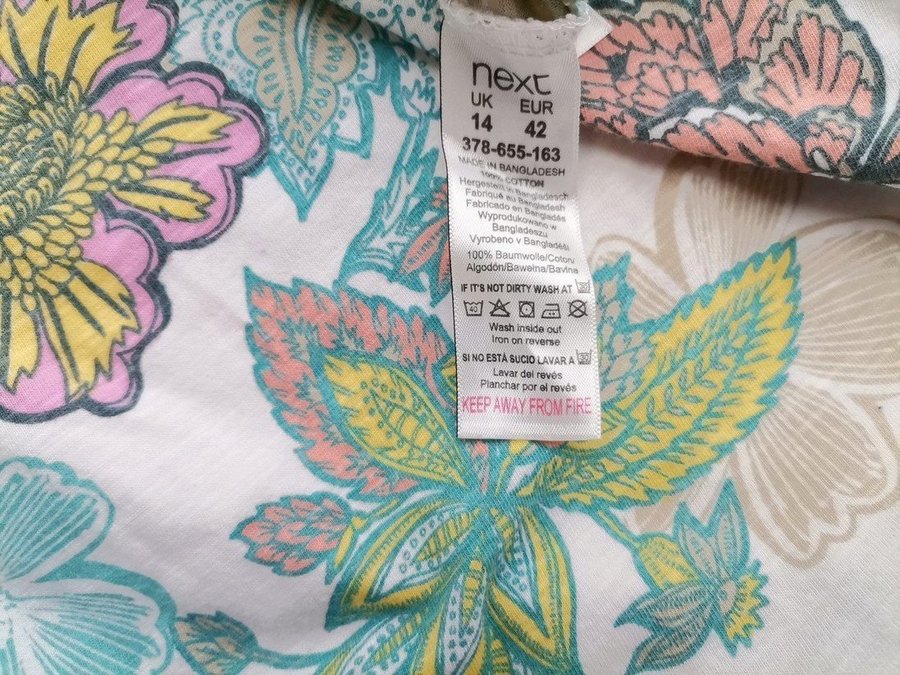 next
UK EUR
14 42
378-655-163
MADE IN BANGLADESH
100% COTTON
Hergestellt in Bangladesch
Fabriqué au Bangladesh
Fabricado en Bangladés
Wyprodukowano w
Bangladeszu
Vyrobeno v Bangladéši
100% Baumwolle/Coton/
Algodón/Bawełna/Bavlna
IF IT'S NOT DIRTY WASH AT 30
40
Wash inside out
Iron on reverse
SI NO ESTÁ SUCIO LAVAR A 30
Lavar del revés
Planchar por el revés
KEEP AWAY FROM FIRE